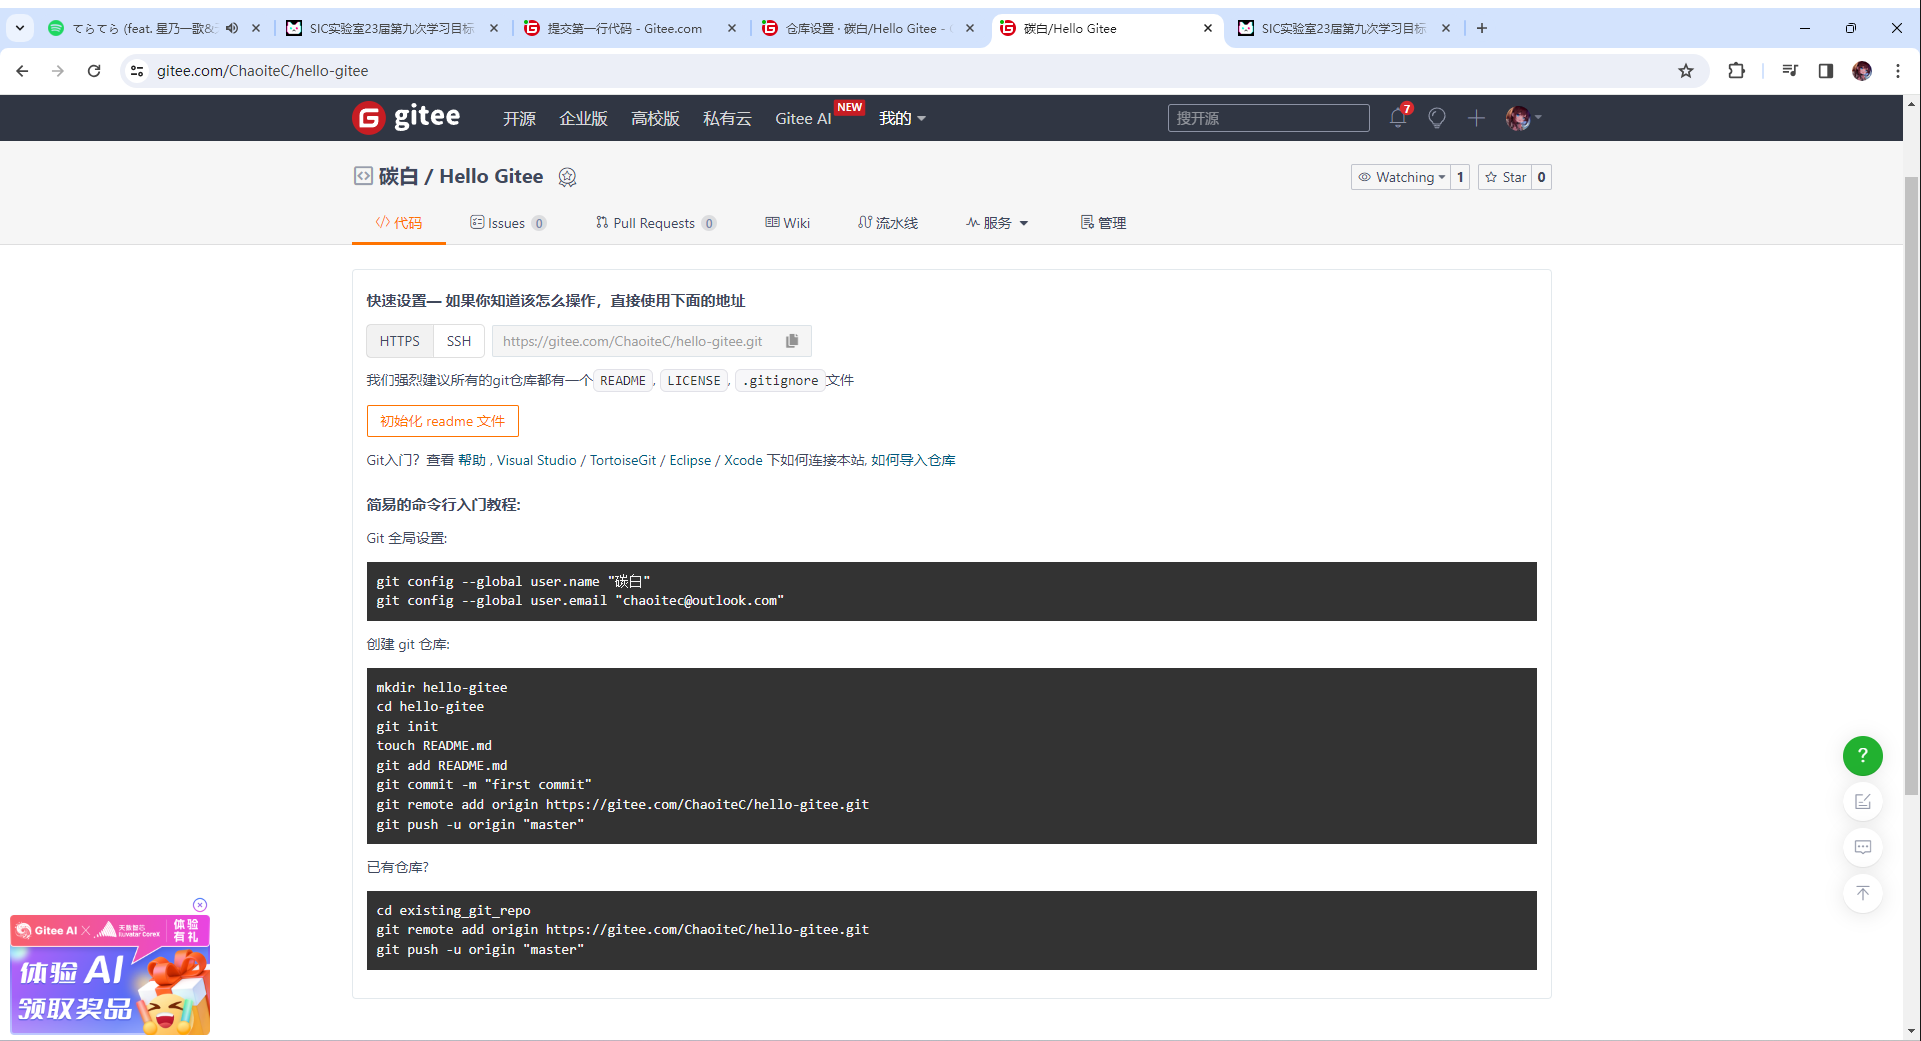 てらてら (feat. 星乃一歌&
SIC实验室23届第九次学习目标
提交第一行代码 - Gitee.com
仓库设置 · 碳白/Hello Gitee -
碳白/Hello Gitee
SIC实验室23届第九次学习目标
gitee.com/ChaoiteC/hello-gitee
gitee
开源
企业版
高校版
私有云
Gitee AI
NEW
我的
搜开源
7
碳白 / Hello Gitee
Watching 1
Star 0
代码
Issues 0
Pull Requests 0
Wiki
流水线
服务
管理
快速设置— 如果你知道该怎么操作，直接使用下面的地址
HTTPS SSH https://gitee.com/ChaoiteC/hello-gitee.git
我们强烈建议所有的git仓库都有一个 README, LICENSE, .gitignore 文件
初始化 readme 文件
Git入门？查看 帮助 , Visual Studio / TortoiseGit / Eclipse / Xcode 下如何连接本站, 如何导入仓库
简易的命令行入门教程:
Git 全局设置:
git config --global user.name "碳白"
git config --global user.email "chaoitec@outlook.com"
创建 git 仓库:
mkdir hello-gitee
cd hello-gitee
git init
touch README.md
git add README.md
git commit -m "first commit"
git remote add origin https://gitee.com/ChaoiteC/hello-gitee.git
git push -u origin "master"
已有仓库?
cd existing_git_repo
git remote add origin https://gitee.com/ChaoiteC/hello-gitee.git
git push -u origin "master"
?
Gitee AI
天数智芯
Iluvatar CoreX
体验
有礼
体验 AI
领取奖品